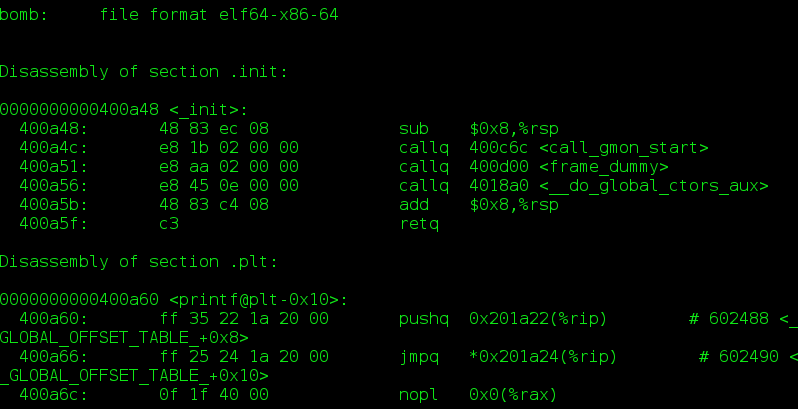 bomb:     file format elf64-x86-64
Disassembly of section .init:
0000000000400a48 <_init>:
  400a48:       48 83 ec 08             sub    $0x8,%rsp
  400a4c:       e8 1b 02 00 00          callq  400c6c <call_gmon_start>
  400a51:       e8 aa 02 00 00          callq  400d00 <frame_dummy>
  400a56:       e8 45 0e 00 00          callq  4018a0 <__do_global_ctors_aux>
  400a5b:       48 83 c4 08             add    $0x8,%rsp
  400a5f:       c3                      retq
Disassembly of section .plt:
0000000000400a60 <printf@plt-0x10>:
  400a60:       ff 35 22 1a 20 00       pushq  0x201a22(%rip)        # 602488 <_
GLOBAL_OFFSET_TABLE_+0x8>
  400a66:       ff 25 24 1a 20 00       jmpq   *0x201a24(%rip)        # 602490 <
_GLOBAL_OFFSET_TABLE_+0x10>
  400a6c:       0f 1f 40 00             nopl   0x0(%rax)